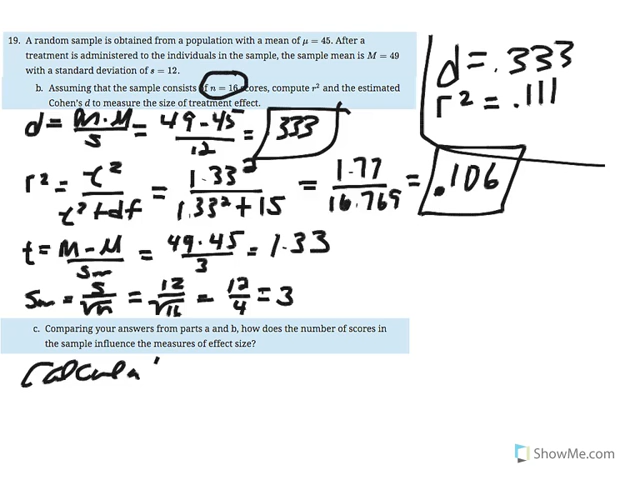 19. A random sample is obtained from a population with a mean of μ = 45. After a
treatment is administered to the individuals in the sample, the sample mean is M = 49
with a standard deviation of s = 12.
b. Assuming that the sample consists of n = 16 scores, compute r² and the estimated
Cohen's d to measure the size of treatment effect.
d = .333
r² = .111
d = M - M / S = 49 - 45 / 12 = 333
r² = t² / t² + df = 1.33² / 1.33² + 15 = 1.77 / 16.769 = .106
t = M - M / Sm = 49 - 45 / 3 = 1.33
Sm = S / √n = 12 / √16 = 12 / 4 = 3
c. Comparing your answers from parts a and b, how does the number of scores in
the sample influence the measures of effect size?
Calcula
ShowMe.com